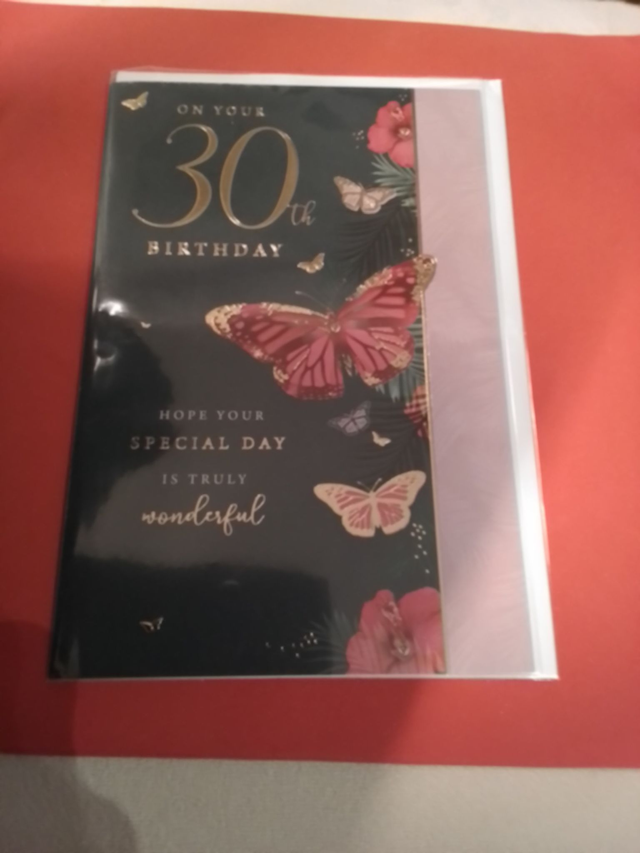 ON YOUR
30th
BIRTHDAY
HOPE YOUR
SPECIAL DAY
IS TRULY
wonderful